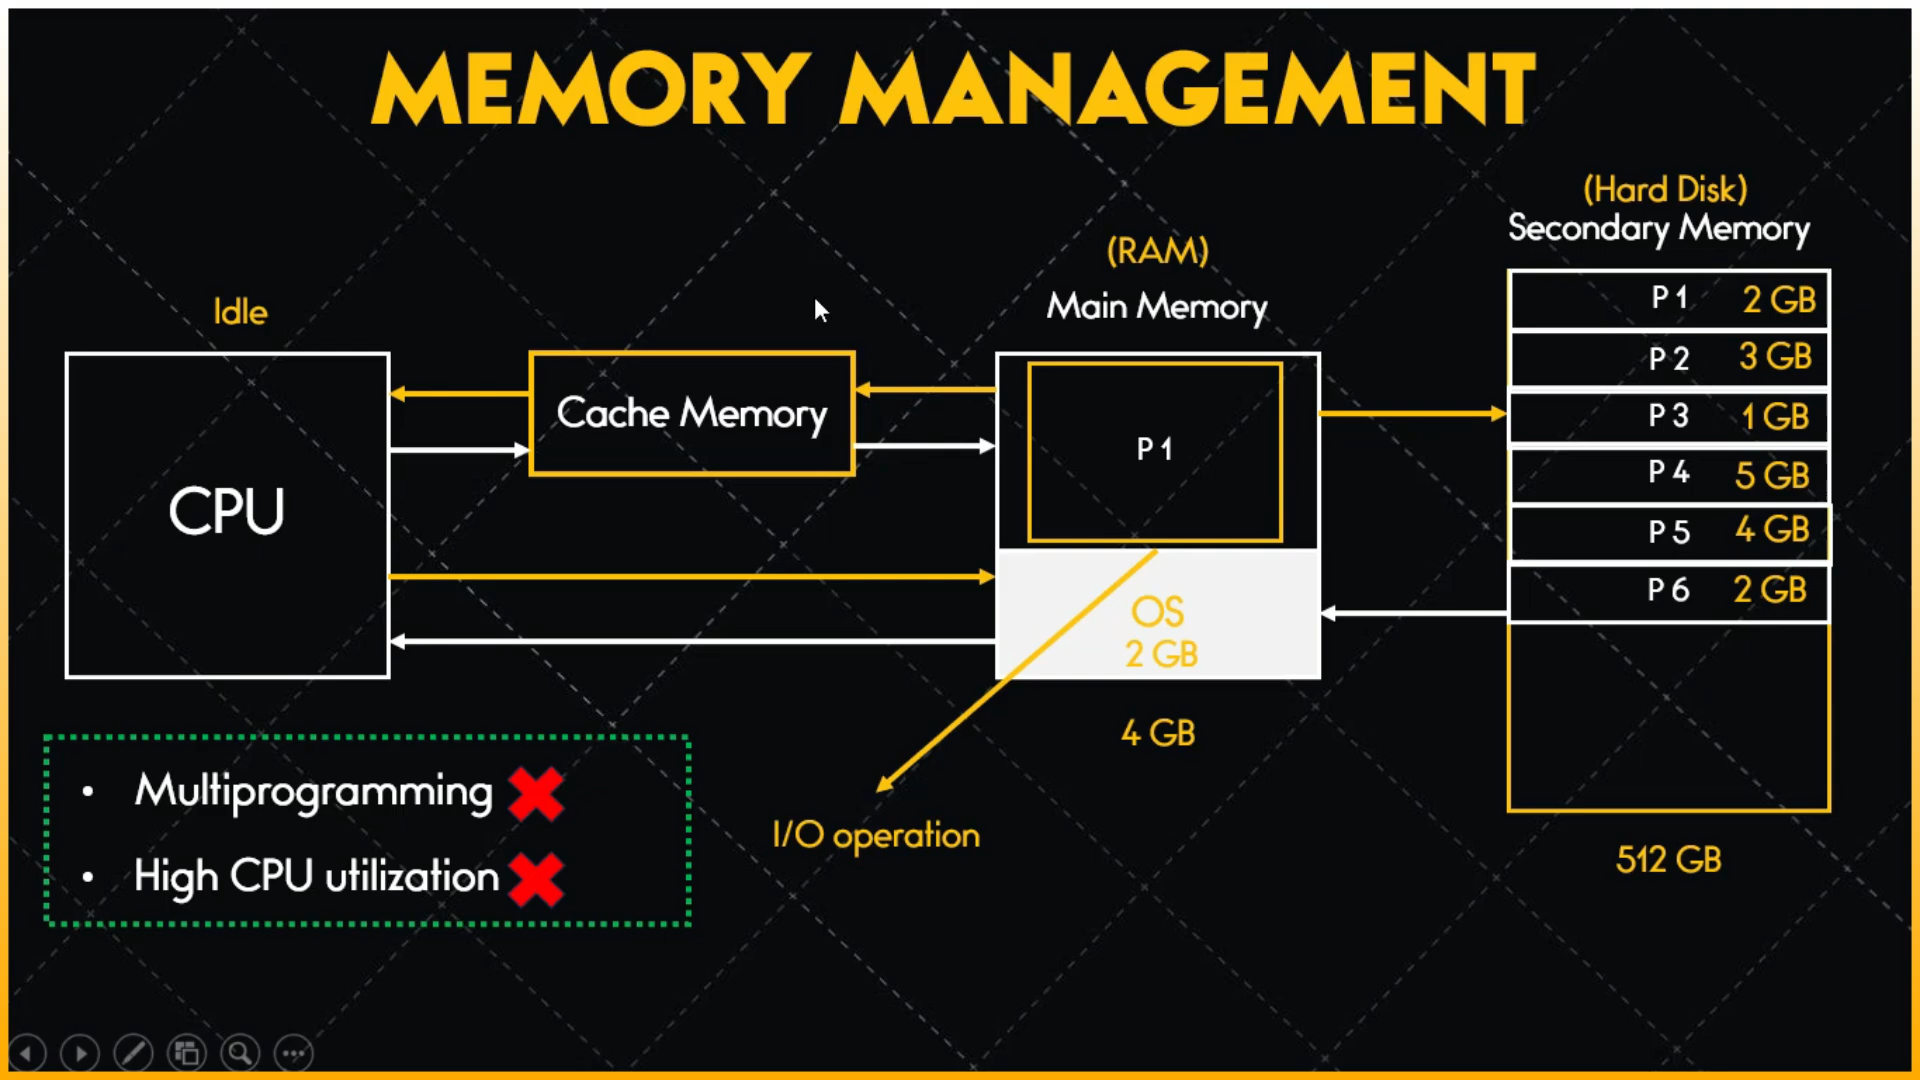 MEMORY MANAGEMENT
(Hard Disk)
Secondary Memory
(RAM)
Main Memory
Idle
CPU
Cache Memory
P 1
OS
2 GB
4 GB
I/O operation
P 1 2 GB
P 2 3 GB
P 3 1 GB
P 4 5 GB
P 5 4 GB
P 6 2 GB
512 GB
• Multiprogramming
• High CPU utilization